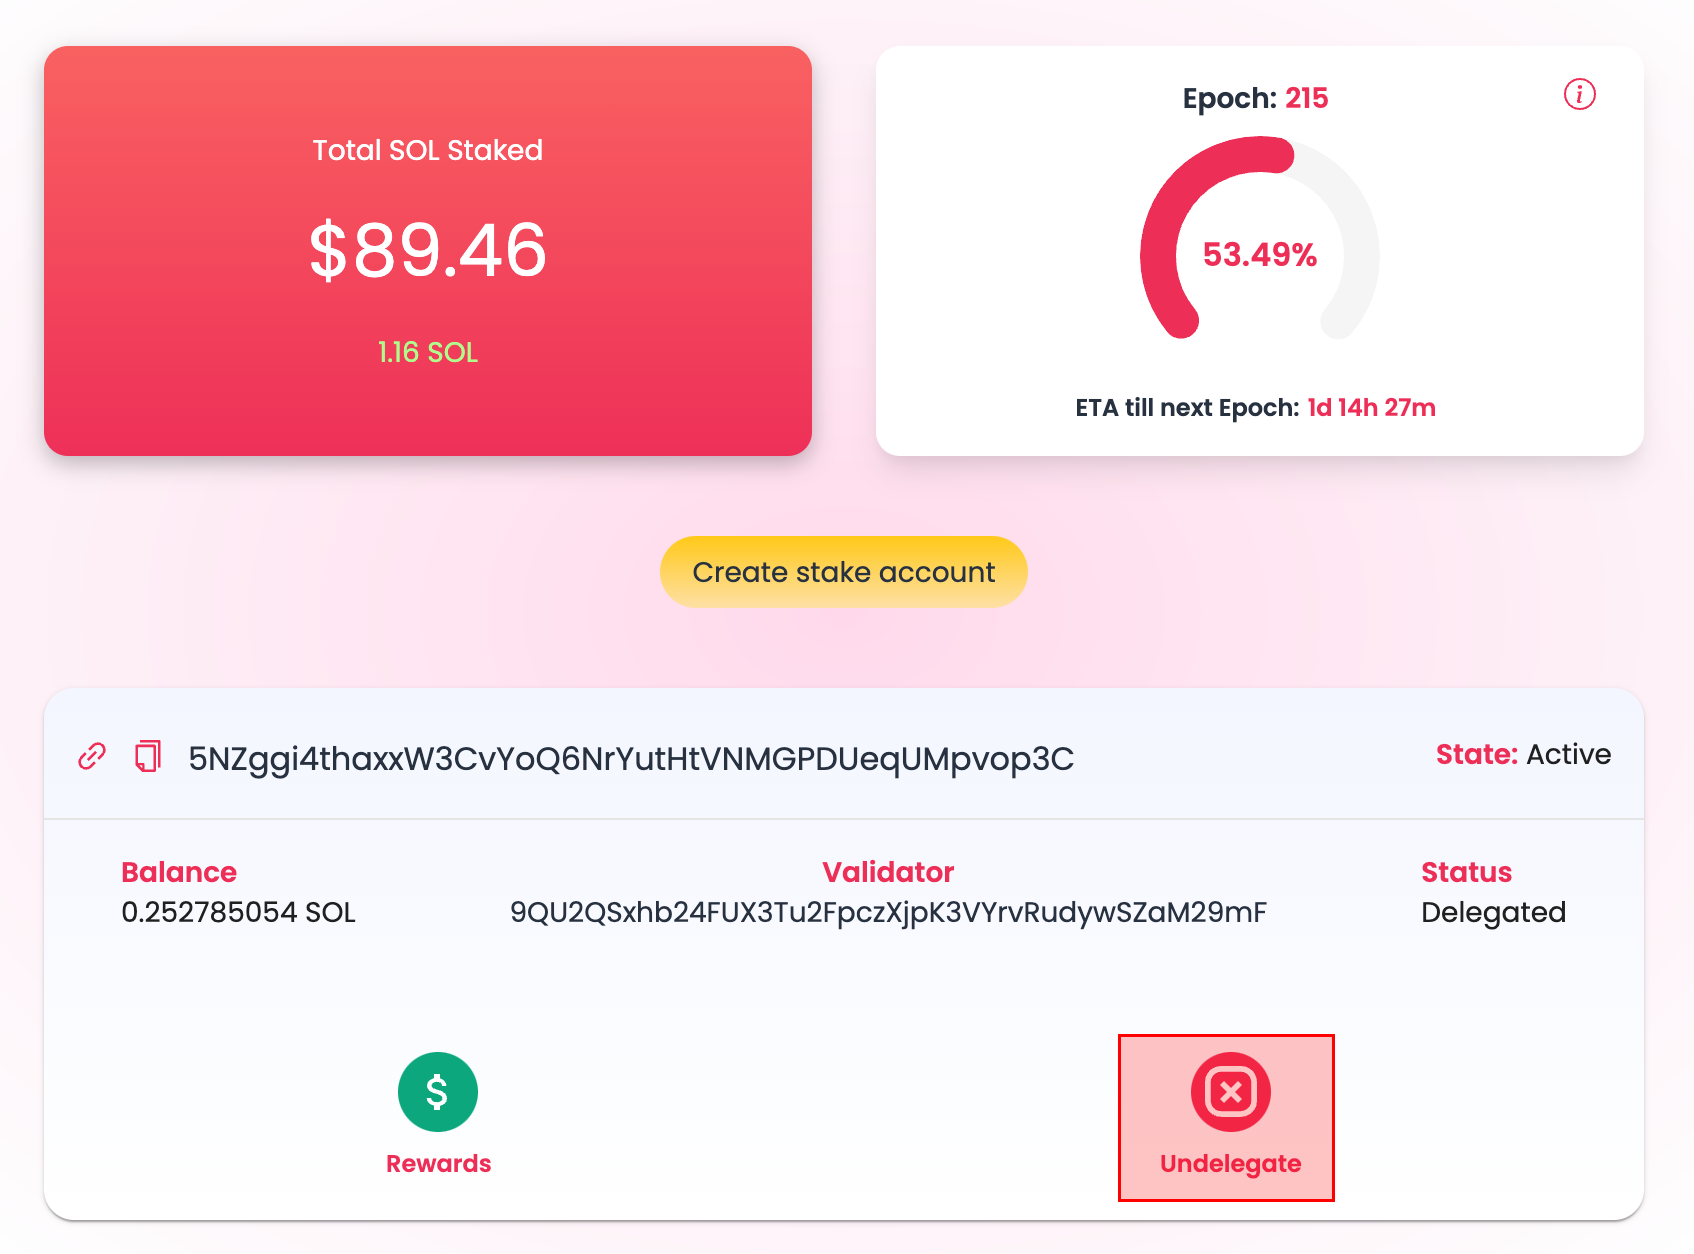 Total SOL Staked
$89.46
1.16 SOL
Epoch: 215
53.49%
ETA till next Epoch: 1d 14h 27m
Create stake account
5NZggi4thaxxW3CvYoQ6NrYutHtVNMGPDUeqUMpvop3C
State: Active
Balance
0.252785054 SOL
Validator
9QU2QSxhb24FUX3Tu2FpczXjpK3VYrvRudywSZaM29mF
Status
Delegated
Rewards
Undelegate